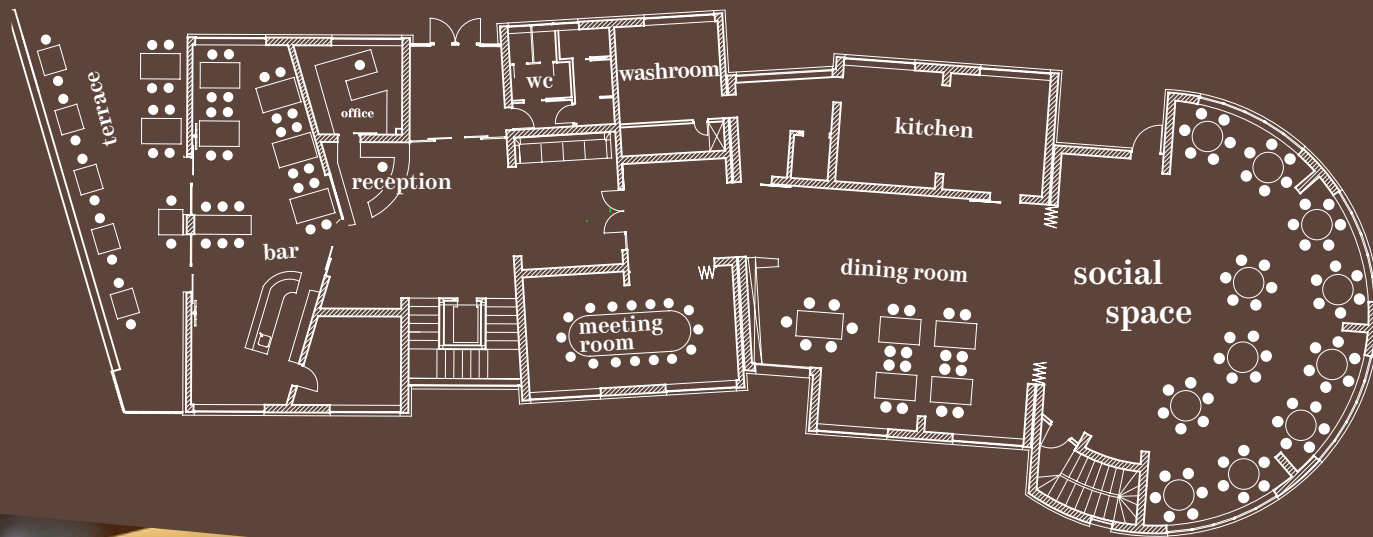 terrace
office
wc
washroom
kitchen
reception
bar
meeting
room
dining room
social
space